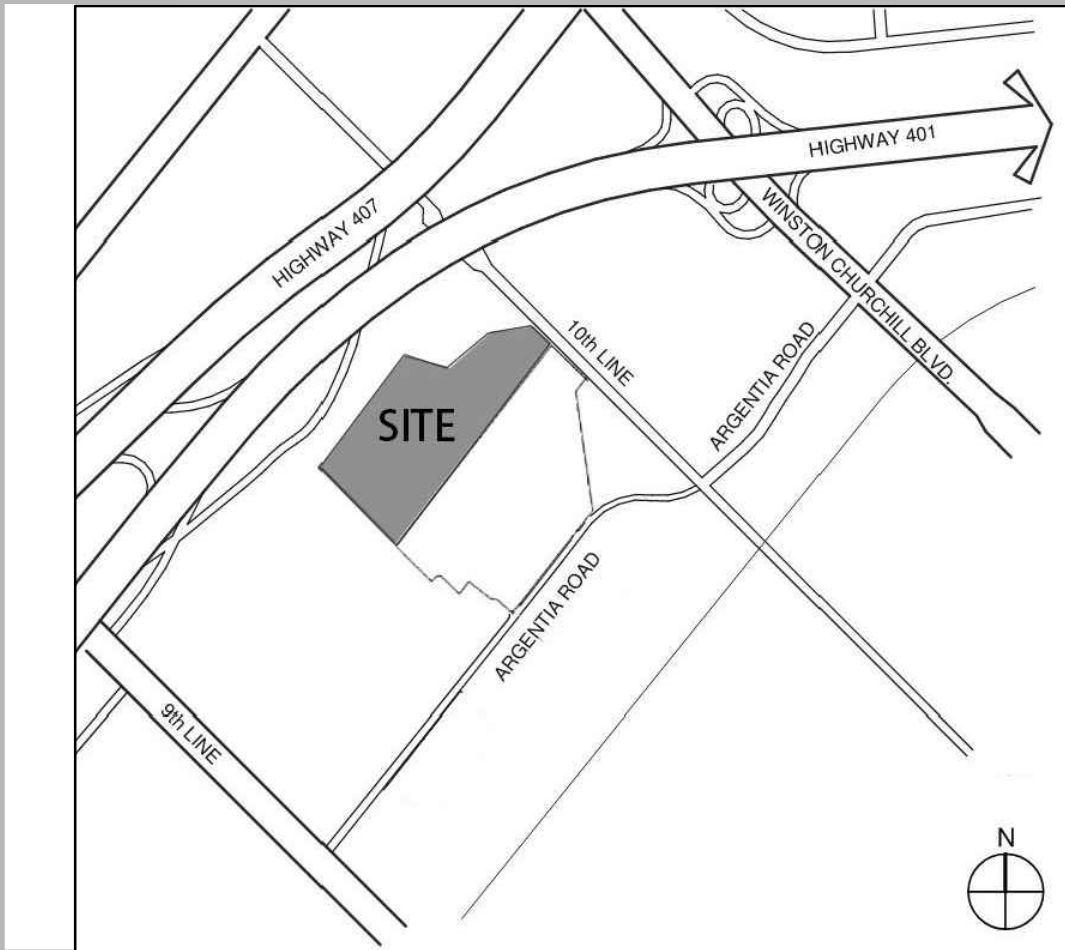 HIGHWAY 401
HIGHWAY 407
WINSTON CHURCHILL BLVD.
10th LINE
ARGENTIA ROAD
SITE
ARGENTIA ROAD
9th LINE
N